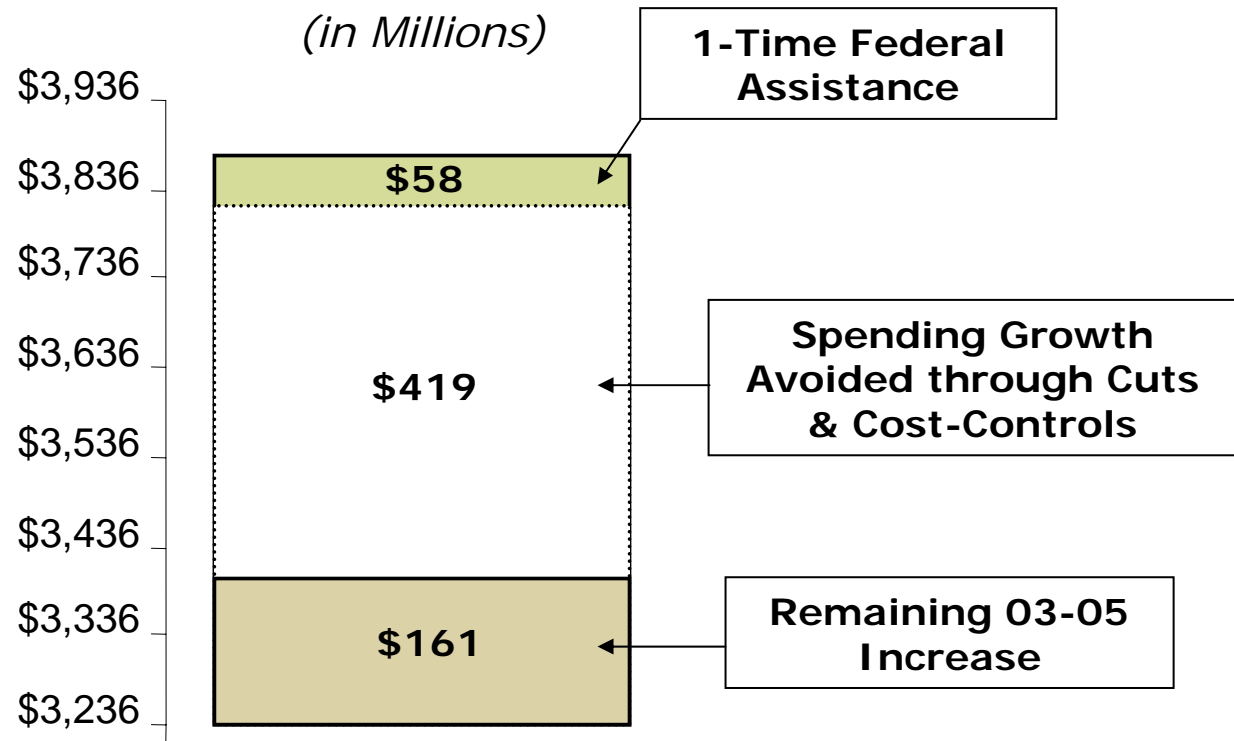 (in Millions)
1-Time Federal
Assistance
$3,936
$3,836
$58
$3,736
Spending Growth
Avoided through Cuts
& Cost-Controls
$3,636
$419
$3,536
$3,436
Remaining 03-05
Increase
$3,336
$161
$3,236